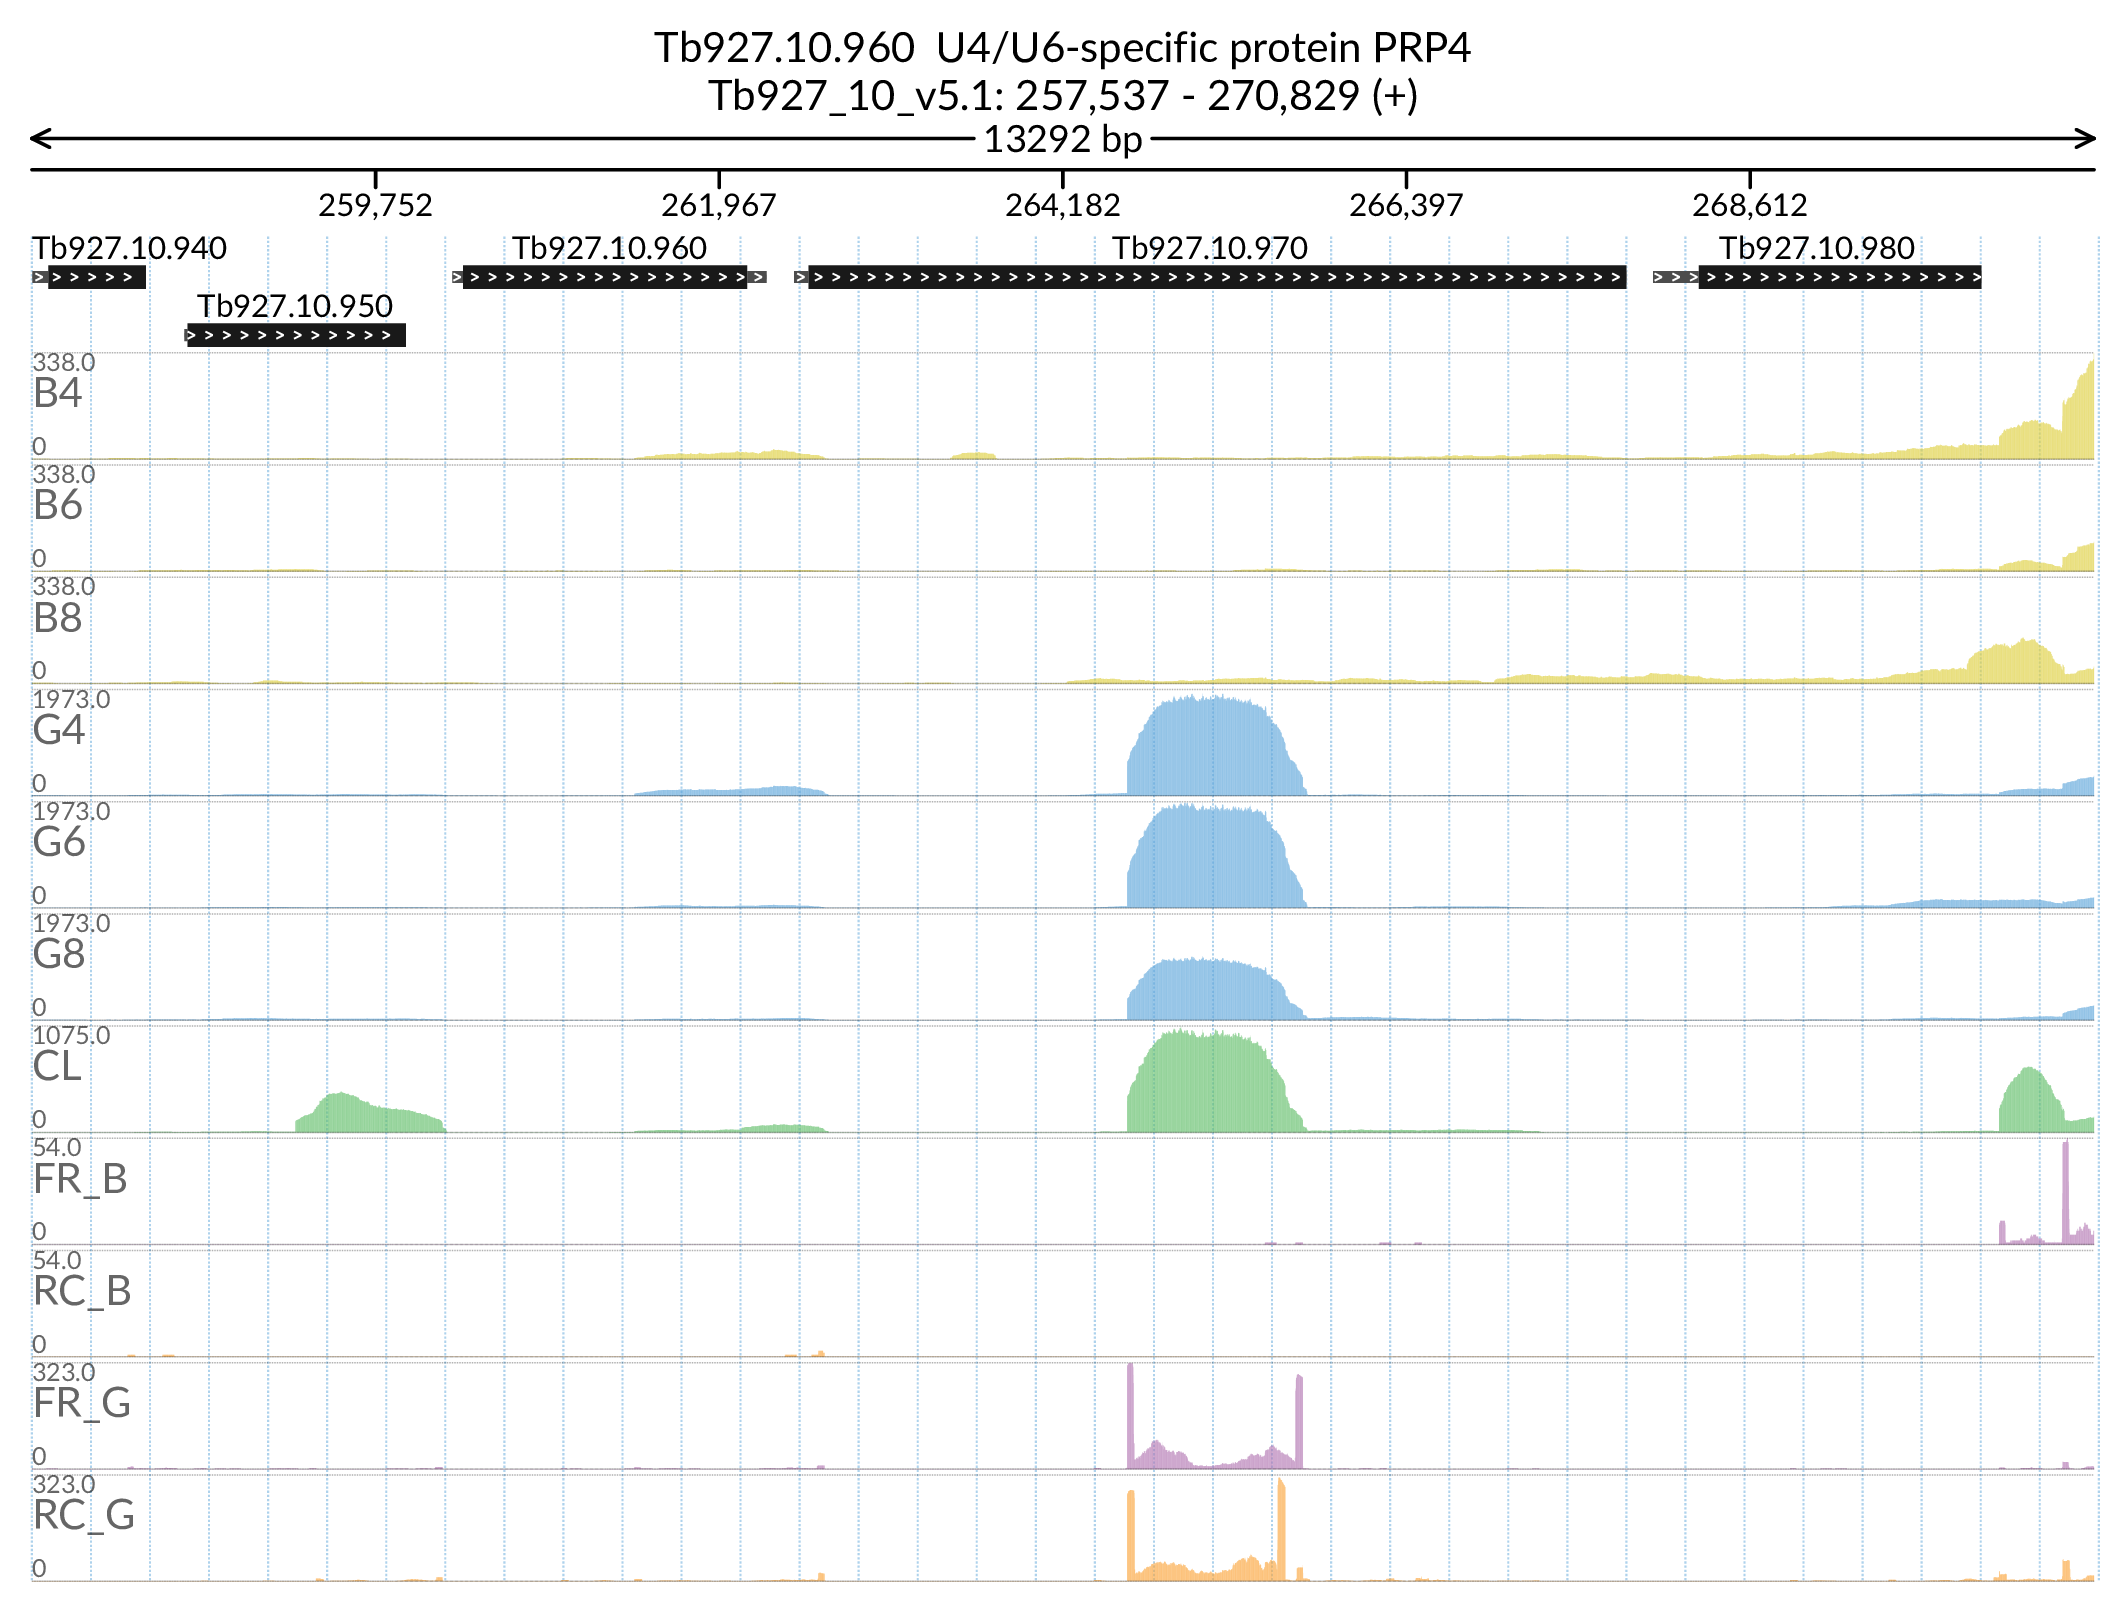 Tb927.10.960  U4/U6-specific protein PRP4
Tb927_10_v5.1: 257,537 - 270,829 (+)
13292 bp
259,752 261,967 264,182 266,397 268,612
Tb927.10.940 Tb927.10.960 Tb927.10.970 Tb927.10.980
Tb927.10.950
338.0
B4
0
338.0
B6
0
338.0
B8
0
1973.0
G4
0
1973.0
G6
0
1973.0
G8
0
1075.0
CL
0
54.0
FR_B
0
54.0
RC_B
0
323.0
FR_G
0
323.0
RC_G
0